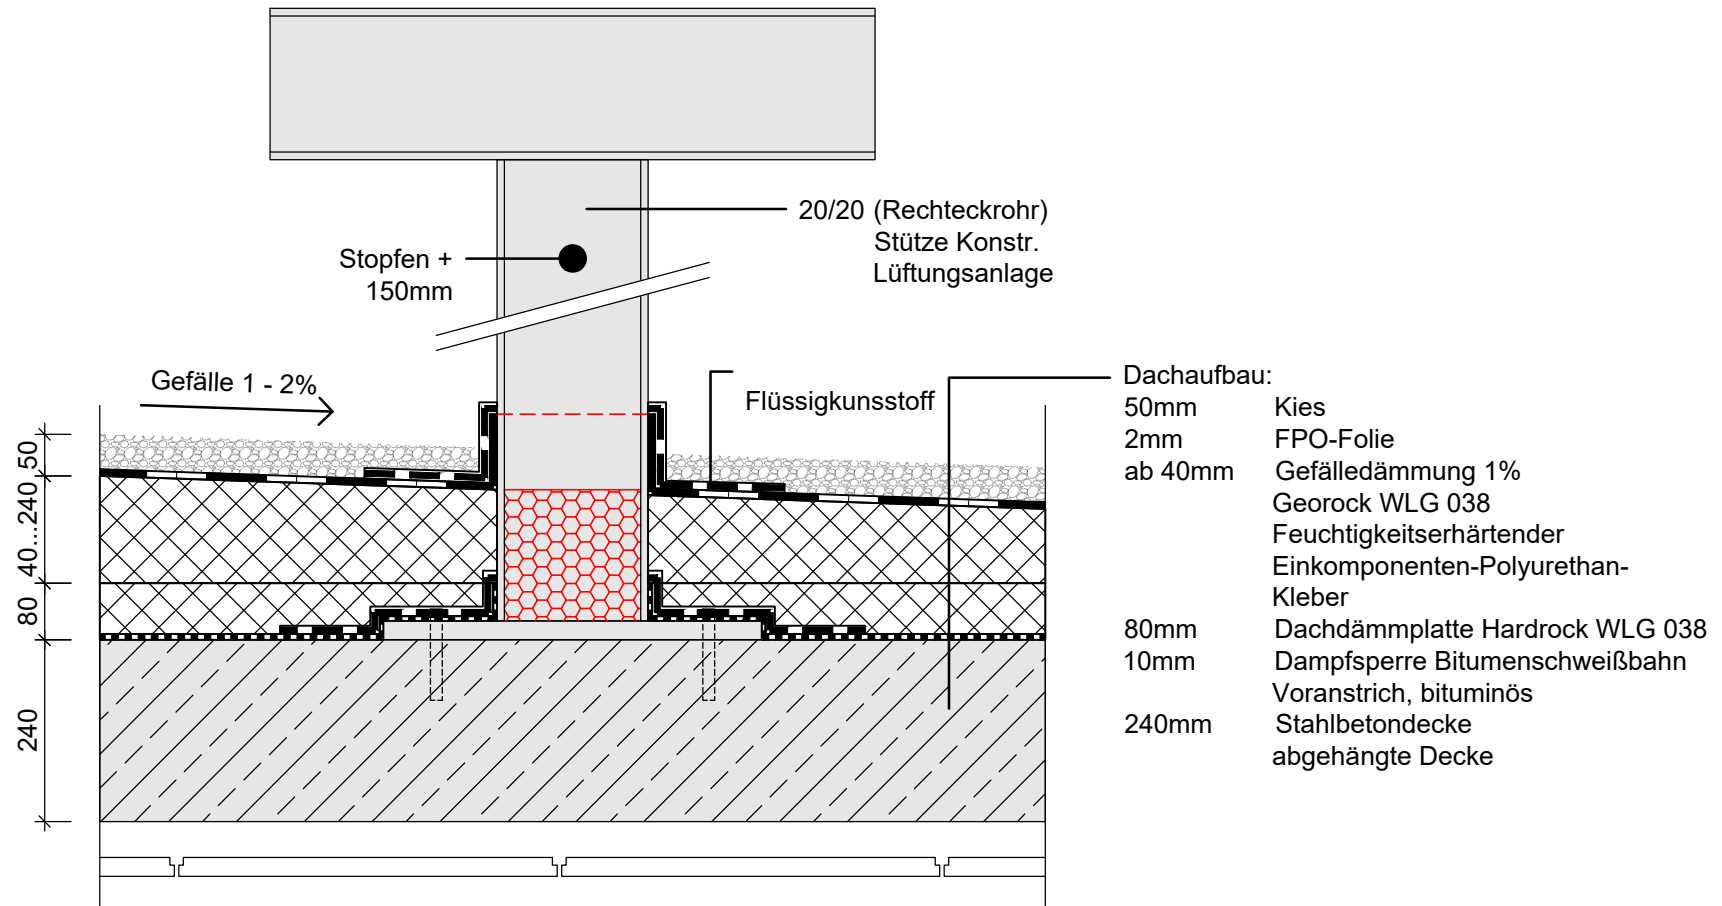 20/20 (Rechteckrohr)
Stütze Konstr.
Lüftungsanlage
Stopfen +
150mm
Gefälle 1 - 2%
Flüssigkunsstoff
Dachaufbau:
50mm Kies
2mm FPO-Folie
ab 40mm Gefälledämmung 1%
Georock WLG 038
Feuchtigkeitserhärtender
Einkomponenten-Polyurethan-
Kleber
80mm Dachdämmplatte Hardrock WLG 038
10mm Dampfsperre Bitumenschweißbahn
Voranstrich, bituminös
240mm Stahlbetondecke
abgehängte Decke
50
40....240
80
240